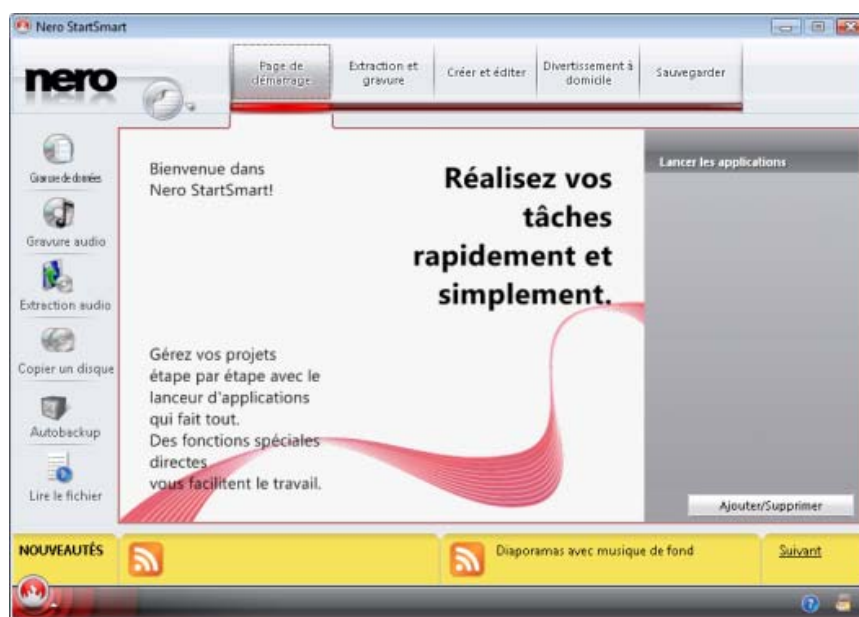 Nero StartSmart
nero
Page de
démarrage
Extraction et
gravure
Créer et éditer
Divertissement à
domicile
Sauvegarder
Gravure de données
Gravure audio
Extraction audio
Copier un disque
Autobackup
Lire le fichier
Bienvenue dans
Nero StartSmart!
Réalisez vos
tâches
rapidement et
simplement.
Gérez vos projets
étape par étape avec le
lanceur d'applications
qui fait tout.
Des fonctions spéciales
directes
vous facilitent le travail.
Lancer les applications
Ajouter/Supprimer
NOUVEAUTÉS
Diaporamas avec musique de fond
Suivant